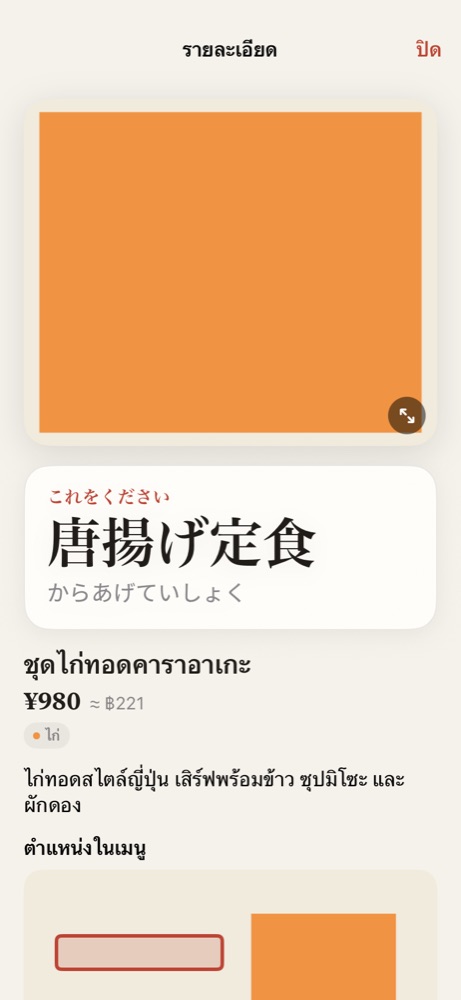 รายละเอียด
ปิด
これをください
唐揚げ定食
からあげていしょく
ชุดไก่ทอดคาราอาเกะ
¥980 ≈ ฿221
ไก่
ไก่ทอดสไตล์ญี่ปุ่น เสิร์ฟพร้อมข้าว ซุปมิโซะ และ
ผักดอง
ตำแหน่งในเมนู